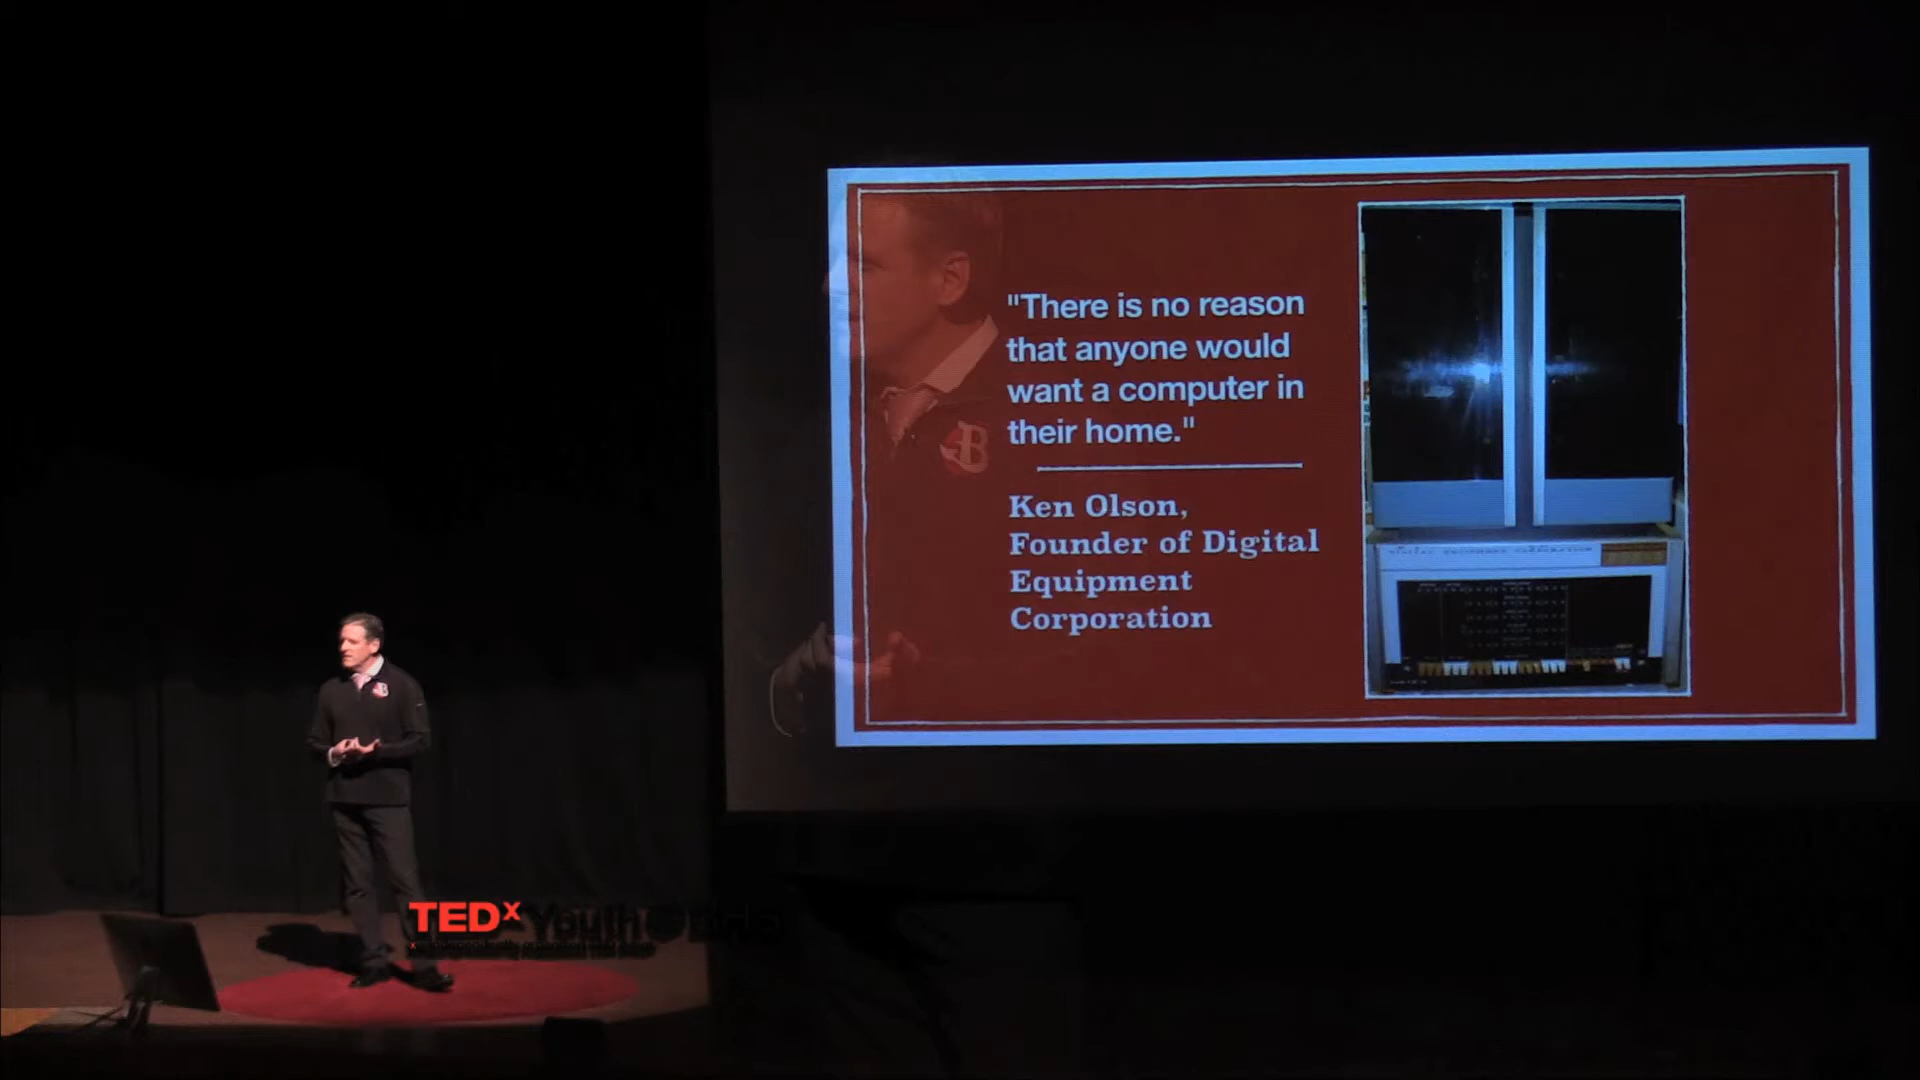 "There is no reason
that anyone would
want a computer in
their home."
Ken Olson,
Founder of Digital
Equipment
Corporation
B
TEDx Youth